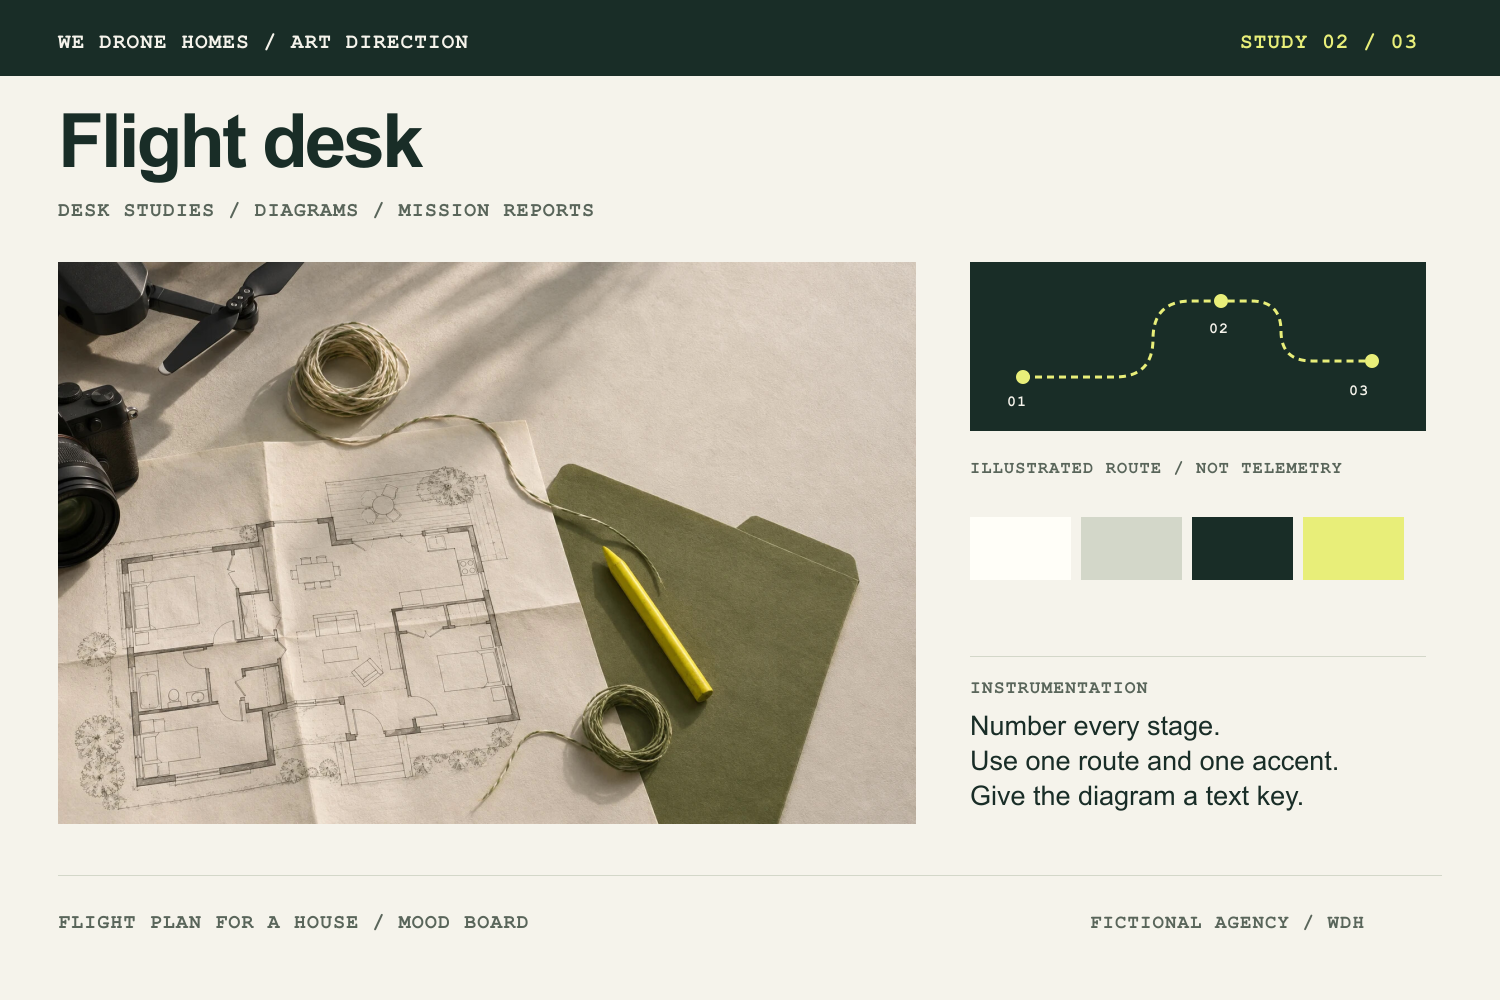 WE DRONE HOMES / ART DIRECTION
STUDY 02 / 03
Flight desk
DESK STUDIES / DIAGRAMS / MISSION REPORTS
02
01
03
ILLUSTRATED ROUTE / NOT TELEMETRY
INSTRUMENTATION
Number every stage.
Use one route and one accent.
Give the diagram a text key.
FLIGHT PLAN FOR A HOUSE / MOOD BOARD
FICTIONAL AGENCY / WDH